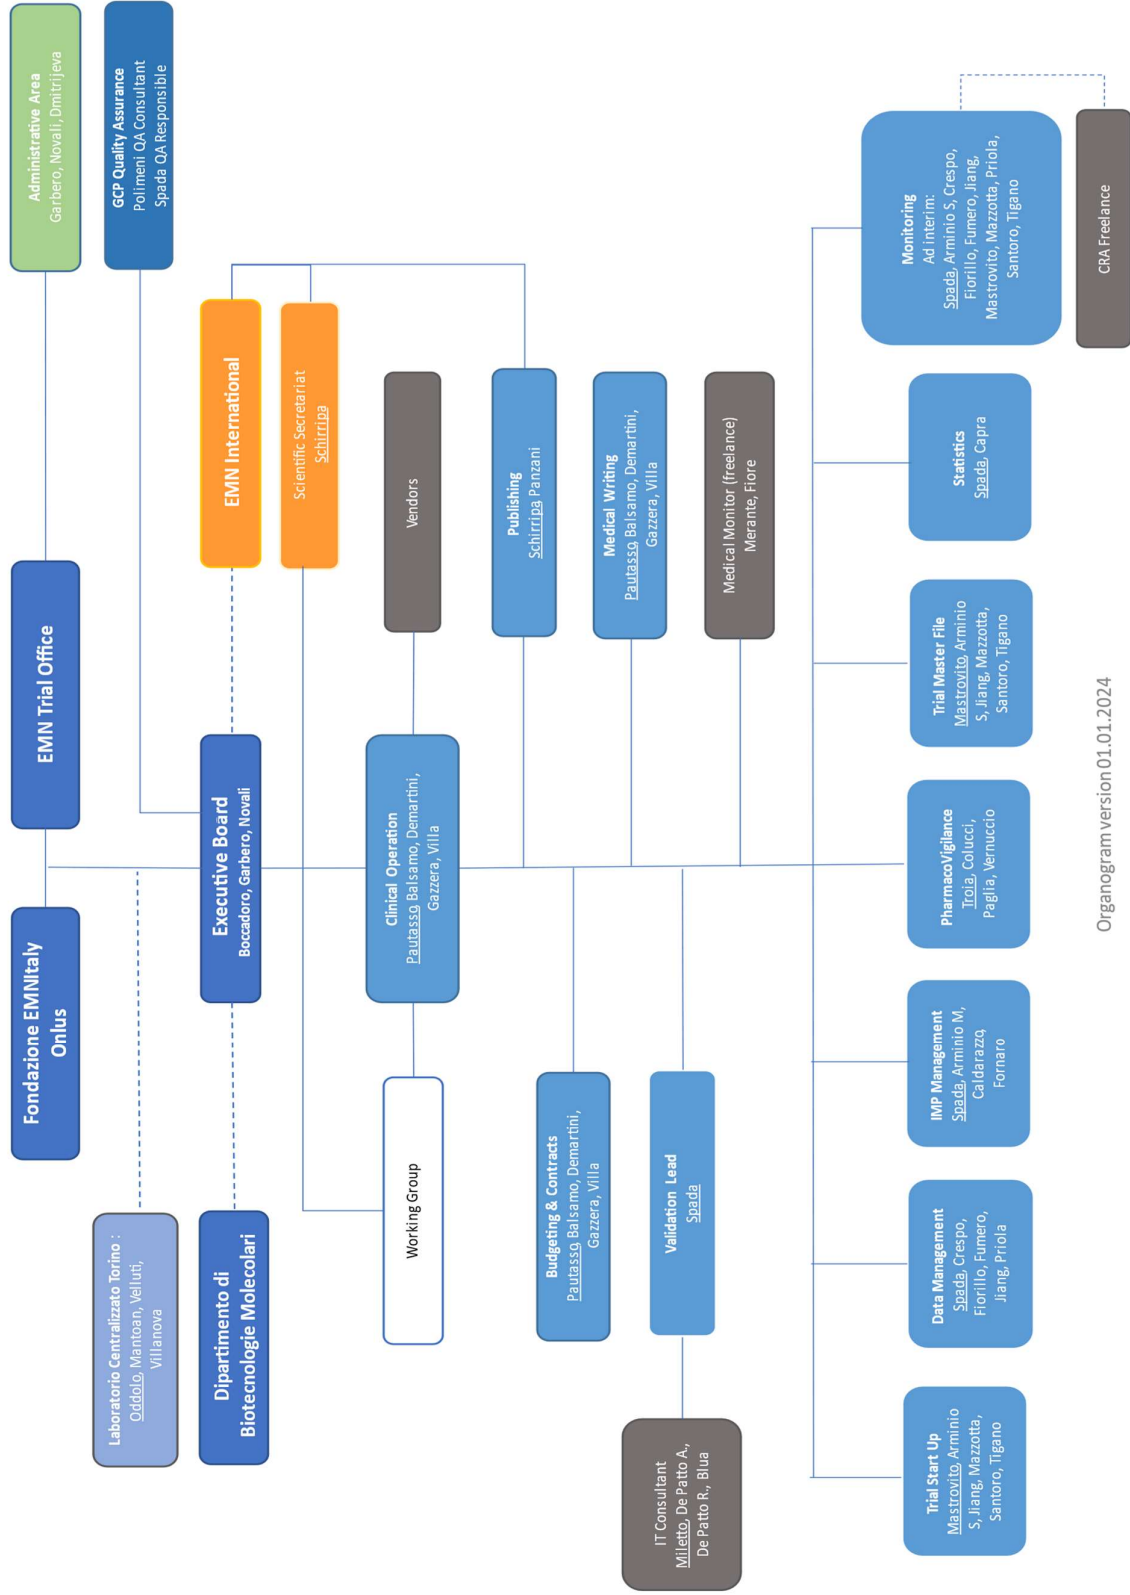 Fondazione EMNItaly
Onlus
EMN Trial Office
Administrative Area
Garbero, Novali, Dmitrijeva
Laboratorio Centralizzato Torino :
Oddolo, Mantoan, Velluti,
Villanova
GCP Quality Assurance
Polimeni QA Consultant
Spada QA Responsible
Dipartimento di
Biotecnologie Molecolari
Executive Board
Boccadoro, Garbero, Novali
EMN International
Scientific Secretariat
Schirripa
Working Group
Clinical Operation
Pautasso, Balsamo, Demartini,
Gazzera, Villa
Vendors
Budgeting & Contracts
Pautasso, Balsamo, Demartini,
Gazzera, Villa
Publishing
Schirripa, Panzani
Medical Writing
Pautasso, Balsamo, Demartini,
Gazzera, Villa
IT Consultant
Miletto, De Patto A.,
De Patto R., Blua
Validation Lead
Spada
Medical Monitor (freelance)
Merante, Fiore
Trial Start Up
Mastrovito, Arminio
S, Jiang, Mazzotta,
Santoro, Tigano
Data Management
Spada, Crespo,
Fiorillo, Fumero,
Jiang, Priola
IMP Management
Spada, Arminio M,
Caldarazzo,
Fornaro
PharmacoVigilance
Troia, Colucci,
Paglia, Vernuccio
Trial Master File
Mastrovito, Arminio
S, Jiang, Mazzotta,
Santoro, Tigano
Statistics
Spada, Capra
Monitoring
Ad interim:
Spada, Arminio S, Crespo,
Fiorillo, Fumero, Jiang,
Mastrovito, Mazzotta, Priola,
Santoro, Tigano
CRA Freelance
Organogram version 01.01.2024